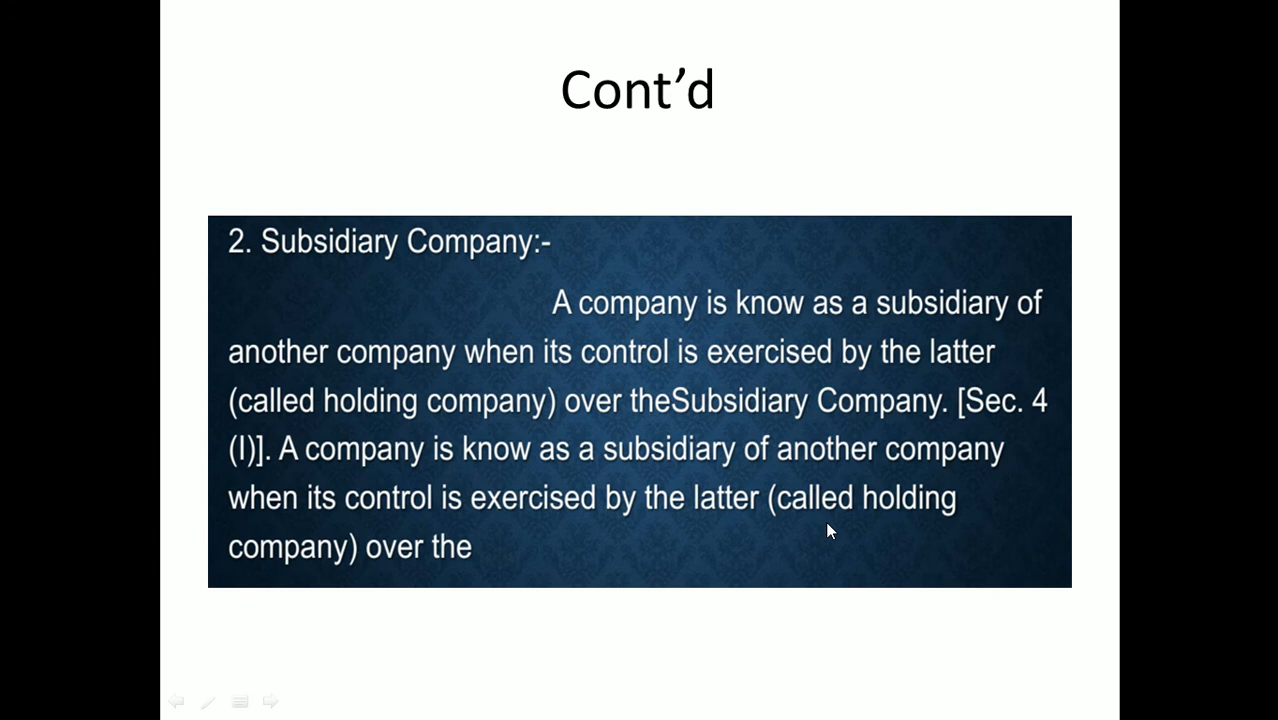 Cont’d
2. Subsidiary Company:-
A company is know as a subsidiary of
another company when its control is exercised by the latter
(called holding company) over theSubsidiary Company. [Sec. 4
(I)]. A company is know as a subsidiary of another company
when its control is exercised by the latter (called holding
company) over the